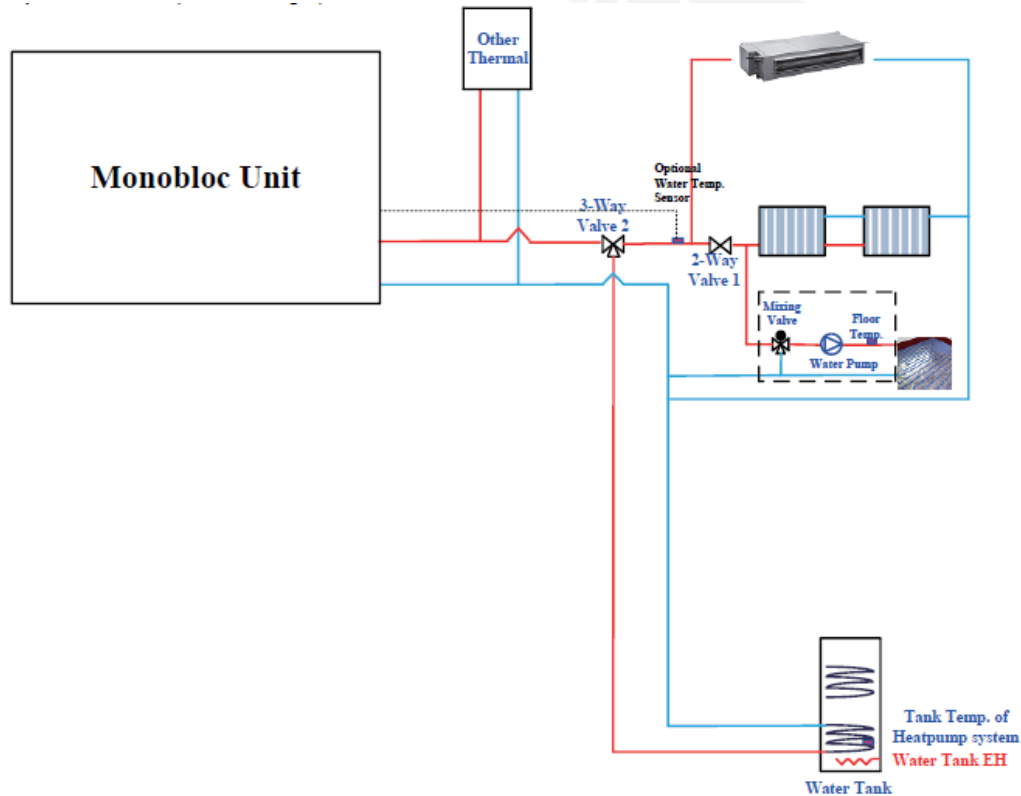 Other
Thermal
Monobloc Unit
Optional
Water Temp.
Sensor
3-Way
Valve 2
2-Way
Valve 1
Mixing
Valve
Floor
Temp.
Water Pump
Tank Temp. of
Heatpump system
Water Tank EH
Water Tank